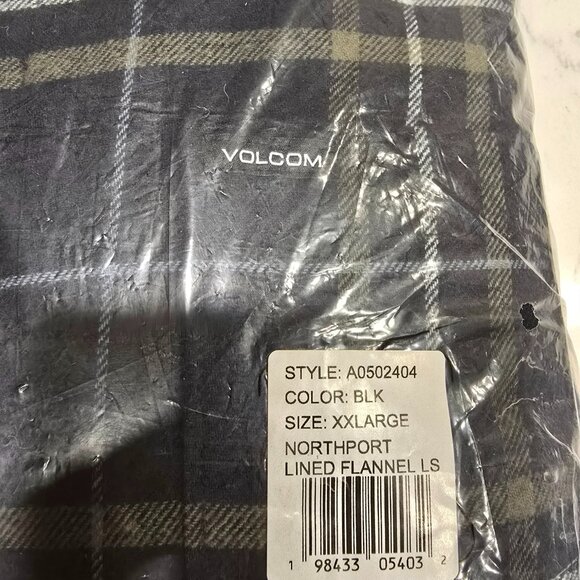 VOLCOM
STYLE: A0502404
COLOR: BLK
SIZE: XXLARGE
NORTHPORT
LINED FLANNEL LS
1 98433 05403 2